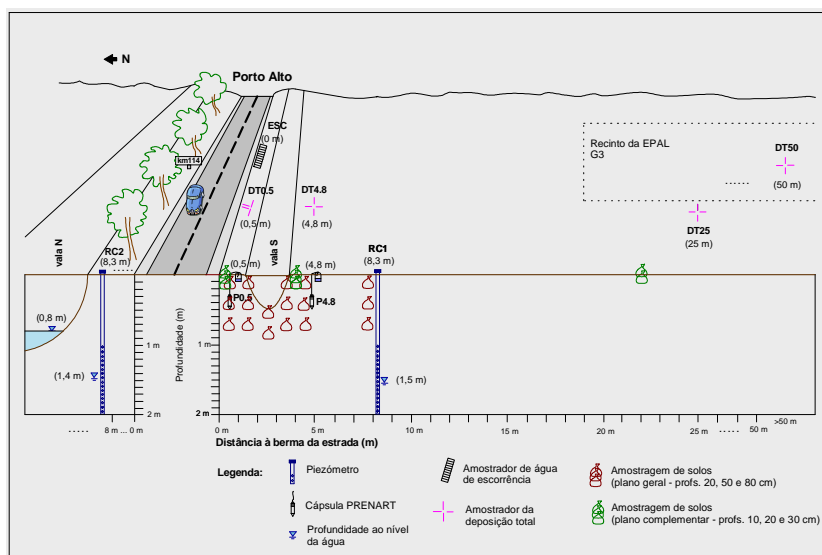 N
Porto Alto
ESC
(0 m)
Recinto da EPAL
G3
DT50
(50 m)
km114
DT0.5
(0,5 m)
DT4.8
(4,8 m)
DT25
(25 m)
vala N
RC2
(8,3 m)
vala S
(0,5 m)
(4,8 m)
RC1
(8,3 m)
P0.5
P4.8
(0,8 m)
Profundidade (m)
1 m
1 m
(1,4 m)
(1,5 m)
2 m
2 m
8 m ... 0 m
0 m
5 m
10 m
15 m
20 m
25 m
50 m
>50 m
Distância à berma da estrada (m)
Legenda:
Piezómetro
Cápsula PRENART
Profundidade ao nível
da água
Amostrador de água
de escorrência
Amostrador da
deposição total
Amostragem de solos
(plano geral - profs. 20, 50 e 80 cm)
Amostragem de solos
(plano complementar - profs. 10, 20 e 30 cm)